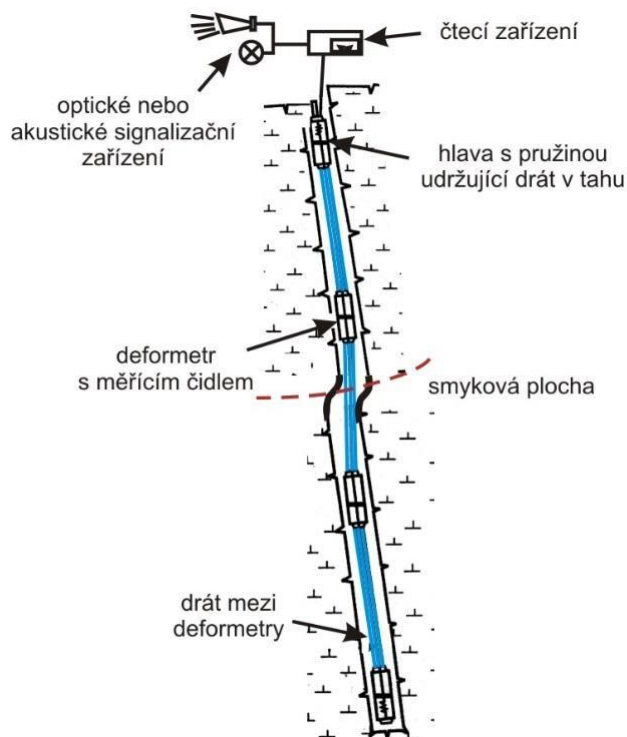 čtecí zařízení
optické nebo
akustické signalizační
zařízení
hlava s pružinou
udržující drát v tahu
deformetr
s měřícím čidlem
smyková plocha
drát mezi
deformetry